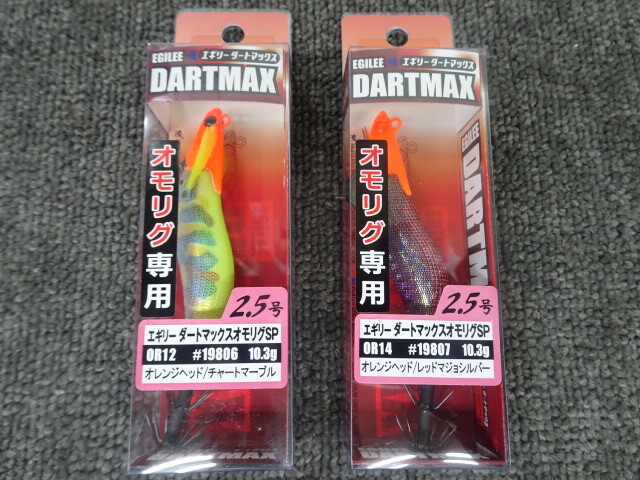 EGILEE エギリーダートマックス
DARTMAX
オモリグ専用
2.5号
エギリー ダートマックスオモリグSP
OR12 #19806 10.3g
オレンジヘッド/チャートマーブル
DARTMAX
EGILEE エギリーダートマックス
DARTMAX
EGILEE
DARTMAX
オモリグ専用
2.5号
エギリー ダートマックスオモリグSP
OR14 #19807 10.3g
オレンジヘッド/レッドマジョシルバー